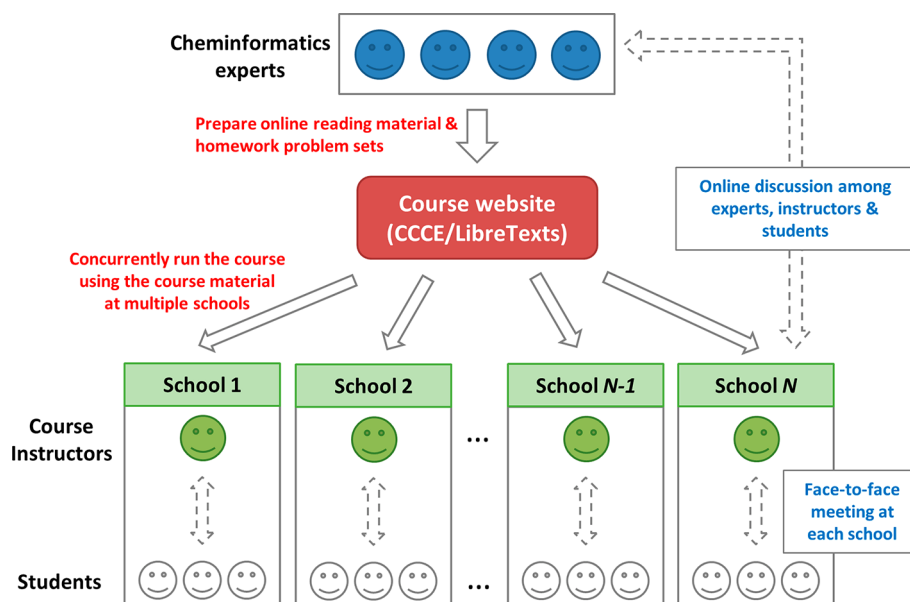 Cheminformatics
experts
Prepare online reading material &
homework problem sets
Course website
(CCCE/LibreTexts)
Online discussion among
experts, instructors &
students
Concurrently run the course
using the course material
at multiple schools
School 1
School 2
School N-1
School N
Course
Instructors
...
Face-to-face
meeting at
each school
Students
...